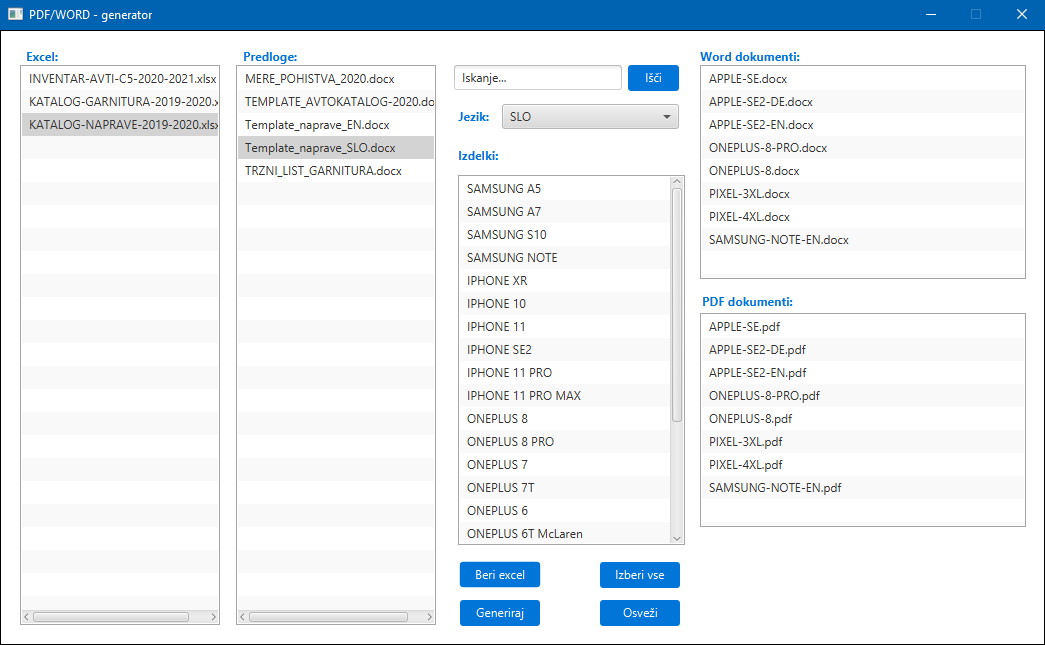 PDF/WORD - generator
Excel:
INVENTAR-AVTI-C5-2020-2021.xlsx
KATALOG-GARNITURA-2019-2020.x
KATALOG-NAPRAVE-2019-2020.xlsx
Predloge:
MERE_POHISTVA_2020.docx
TEMPLATE_AVTOKATALOG-2020.do
Template_naprave_EN.docx
Template_naprave_SLO.docx
TRZNI_LIST_GARNITURA.docx
Iskanje...
Išči
Jezik:
SLO
Izdelki:
SAMSUNG A5
SAMSUNG A7
SAMSUNG S10
SAMSUNG NOTE
IPHONE XR
IPHONE 10
IPHONE 11
IPHONE SE2
IPHONE 11 PRO
IPHONE 11 PRO MAX
ONEPLUS 8
ONEPLUS 8 PRO
ONEPLUS 7
ONEPLUS 7T
ONEPLUS 6
ONEPLUS 6T McLaren
Beri excel
Izberi vse
Generiraj
Osveži
Word dokumenti:
APPLE-SE.docx
APPLE-SE2-DE.docx
APPLE-SE2-EN.docx
ONEPLUS-8-PRO.docx
ONEPLUS-8.docx
PIXEL-3XL.docx
PIXEL-4XL.docx
SAMSUNG-NOTE-EN.docx
PDF dokumenti:
APPLE-SE.pdf
APPLE-SE2-DE.pdf
APPLE-SE2-EN.pdf
ONEPLUS-8-PRO.pdf
ONEPLUS-8.pdf
PIXEL-3XL.pdf
PIXEL-4XL.pdf
SAMSUNG-NOTE-EN.pdf